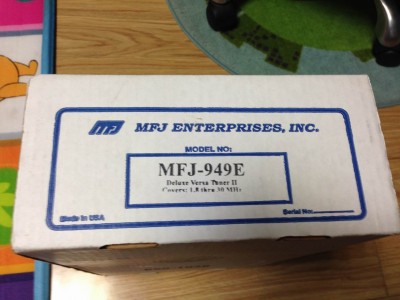 MFJ MFJ ENTERPRISES, INC.
MODEL NO:
MFJ-949E
Deluxe Versa Tuner II
Covers: 1.8 thru 30 MHz
Made in USA
Serial No: